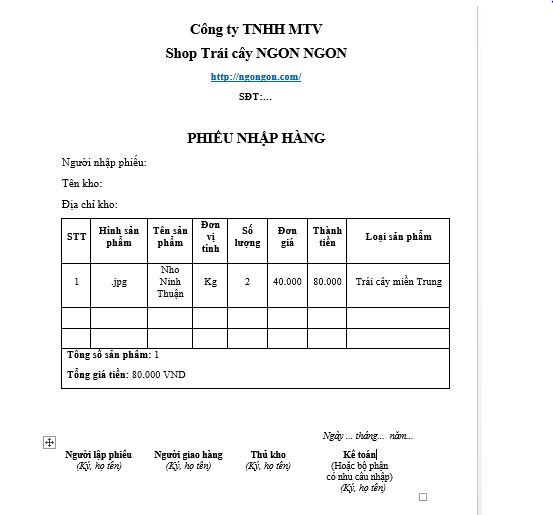 Công ty TNHH MTV
Shop Trái cây NGON NGON
http://ngongon.com/
SĐT:...
PHIẾU NHẬP HÀNG
Người nhập phiếu:
Tên kho:
Địa chỉ kho:
STT Hình sản phẩm Tên sản phẩm Đơn vị tính Số lượng Đơn giá Thành tiền Loại sản phẩm
1 .jpg Nho Ninh Thuận Kg 2 40.000 80.000 Trái cây miền Trung
Tổng số sản phẩm: 1
Tổng giá tiền: 80.000 VND
Ngày ... tháng... năm...
Người lập phiếu Người giao hàng Thủ kho Kế toán
(Ký, họ tên) (Ký, họ tên) (Ký, họ tên) (Hoặc bộ phận
có nhu cầu nhập)
(Ký, họ tên)